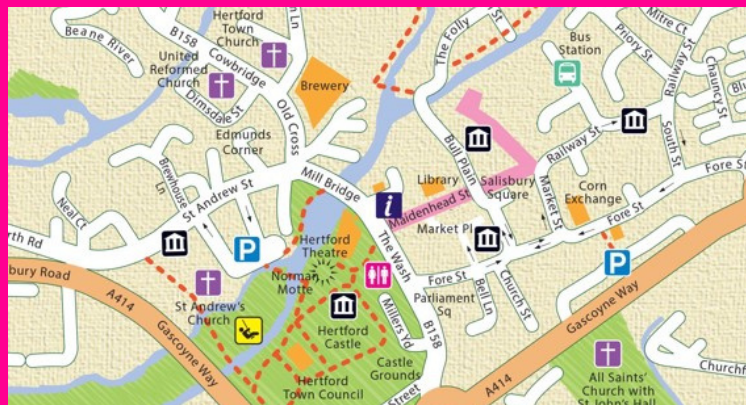 Hertford
Town
Church
B158
Cowbridge
Beane River
United
Reformed
Church
Dimsdale St
Edmunds
Corner
Old Cross
Brewery
The Folly
Bus
Station
Priory St
Mitre Ct
Railway St
Chauncy St
South St
Railway St
Bull Plain
Library
Salisbury
Square
Market St
Corn
Exchange
Fore St
Fore St
Mill Bridge
i
Maidenhead St
Market Pl
Brewhouse
Ln
St Andrew St
Neal Ct
P
Hertford
Theatre
The Wash
Norman
Motte
Fore St
Parliament
Sq
Bell Ln
Church St
P
Gascoyne Way
A414
St Andrew's
Church
Gascoyne Way
Hertford
Castle
Millers Yd
B158
Castle
Grounds
Hertford
Town Council
Street
A414
All Saints'
Church with
St John's Hall